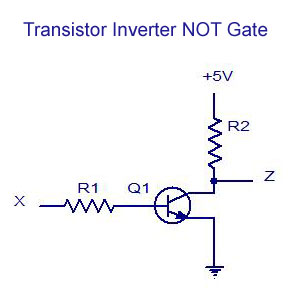 Transistor Inverter NOT Gate
+5V
R2
Z
R1
Q1
X